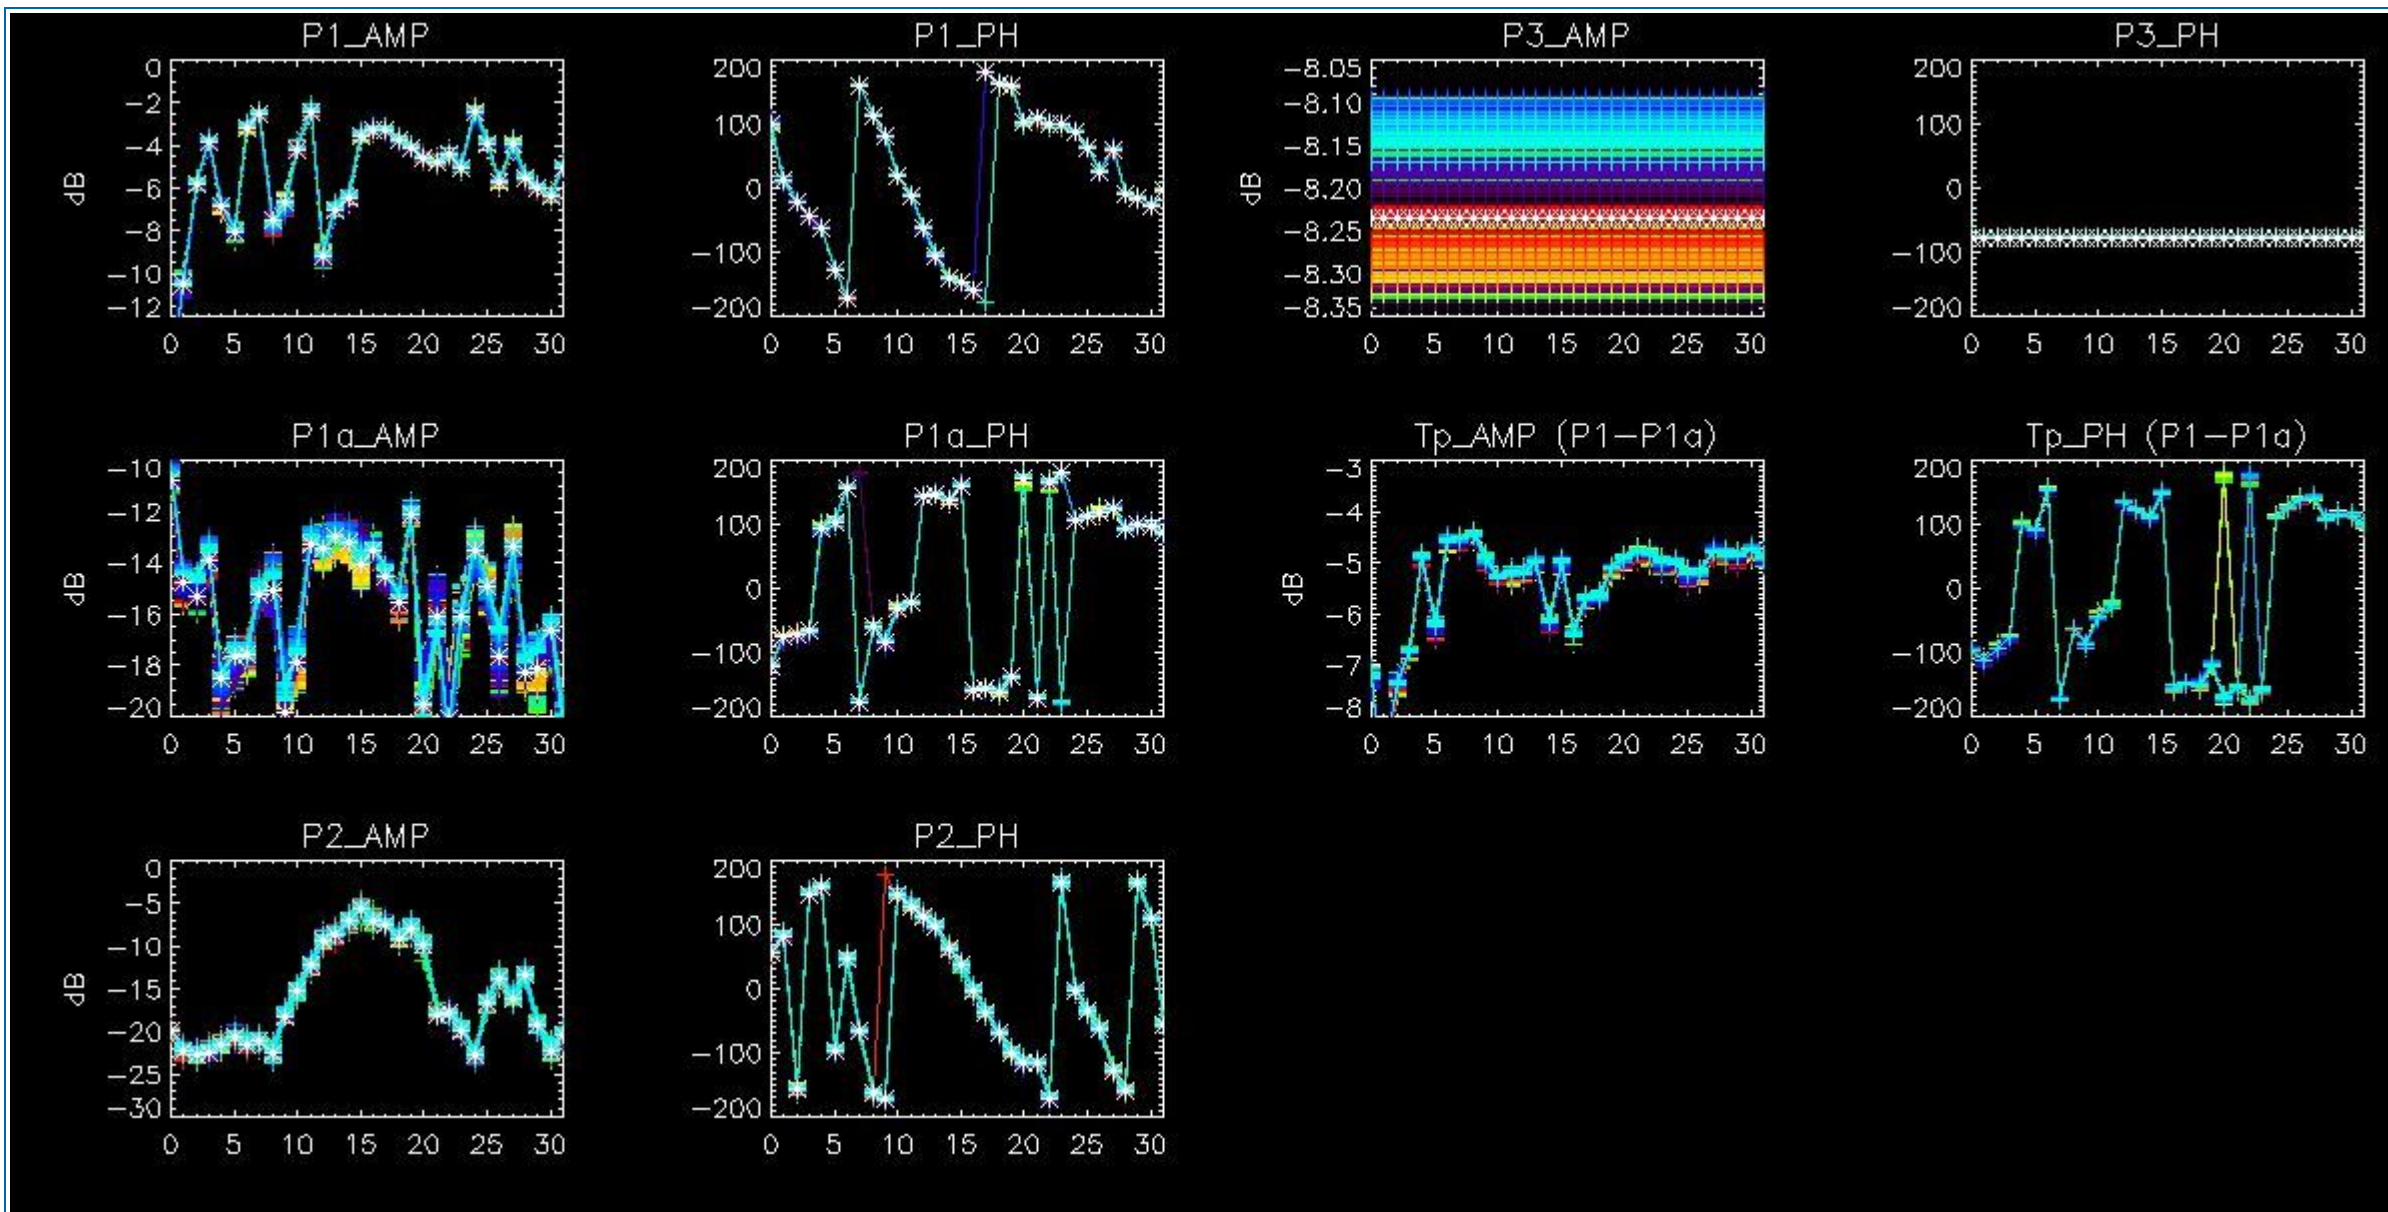 P1_AMP P1_PH P3_AMP P3_PH
0 200 -8.05 200
-2 100 -8.10 100
-4 0 -8.15 0
-6 -100 -8.20 -100
-8 -200 -8.25 -200
-10 -8.30
-12 -8.35
dB dB
0 5 10 15 20 25 30 0 5 10 15 20 25 30 0 5 10 15 20 25 30 0 5 10 15 20 25 30
P1a_AMP P1a_PH Tp_AMP (P1-P1a) Tp_PH (P1-P1a)
-10 200 -3 200
-12 100 -4 100
-14 0 -5 0
-16 -100 -6 -100
-18 -200 -7 -200
-20 -8
dB dB
0 5 10 15 20 25 30 0 5 10 15 20 25 30 0 5 10 15 20 25 30 0 5 10 15 20 25 30
P2_AMP P2_PH
0 200
-5 100
-10 0
-15 -100
-20 -200
-25
-30
dB
0 5 10 15 20 25 30 0 5 10 15 20 25 30